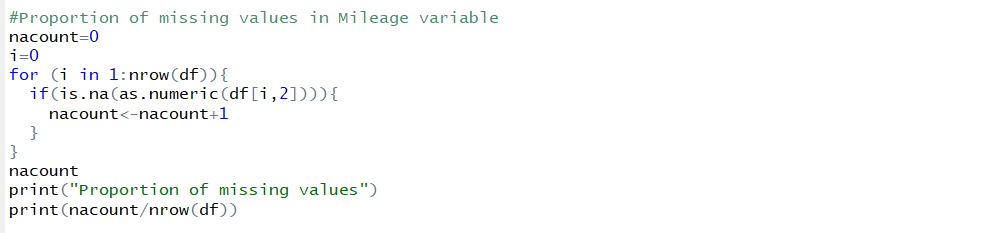 #Proportion of missing values in Mileage variable
nacount=0
i=0
for (i in 1:nrow(df)){
  if(is.na(as.numeric(df[i,2]))){
    nacount<-nacount+1
  }
}
nacount
print("Proportion of missing values")
print(nacount/nrow(df))